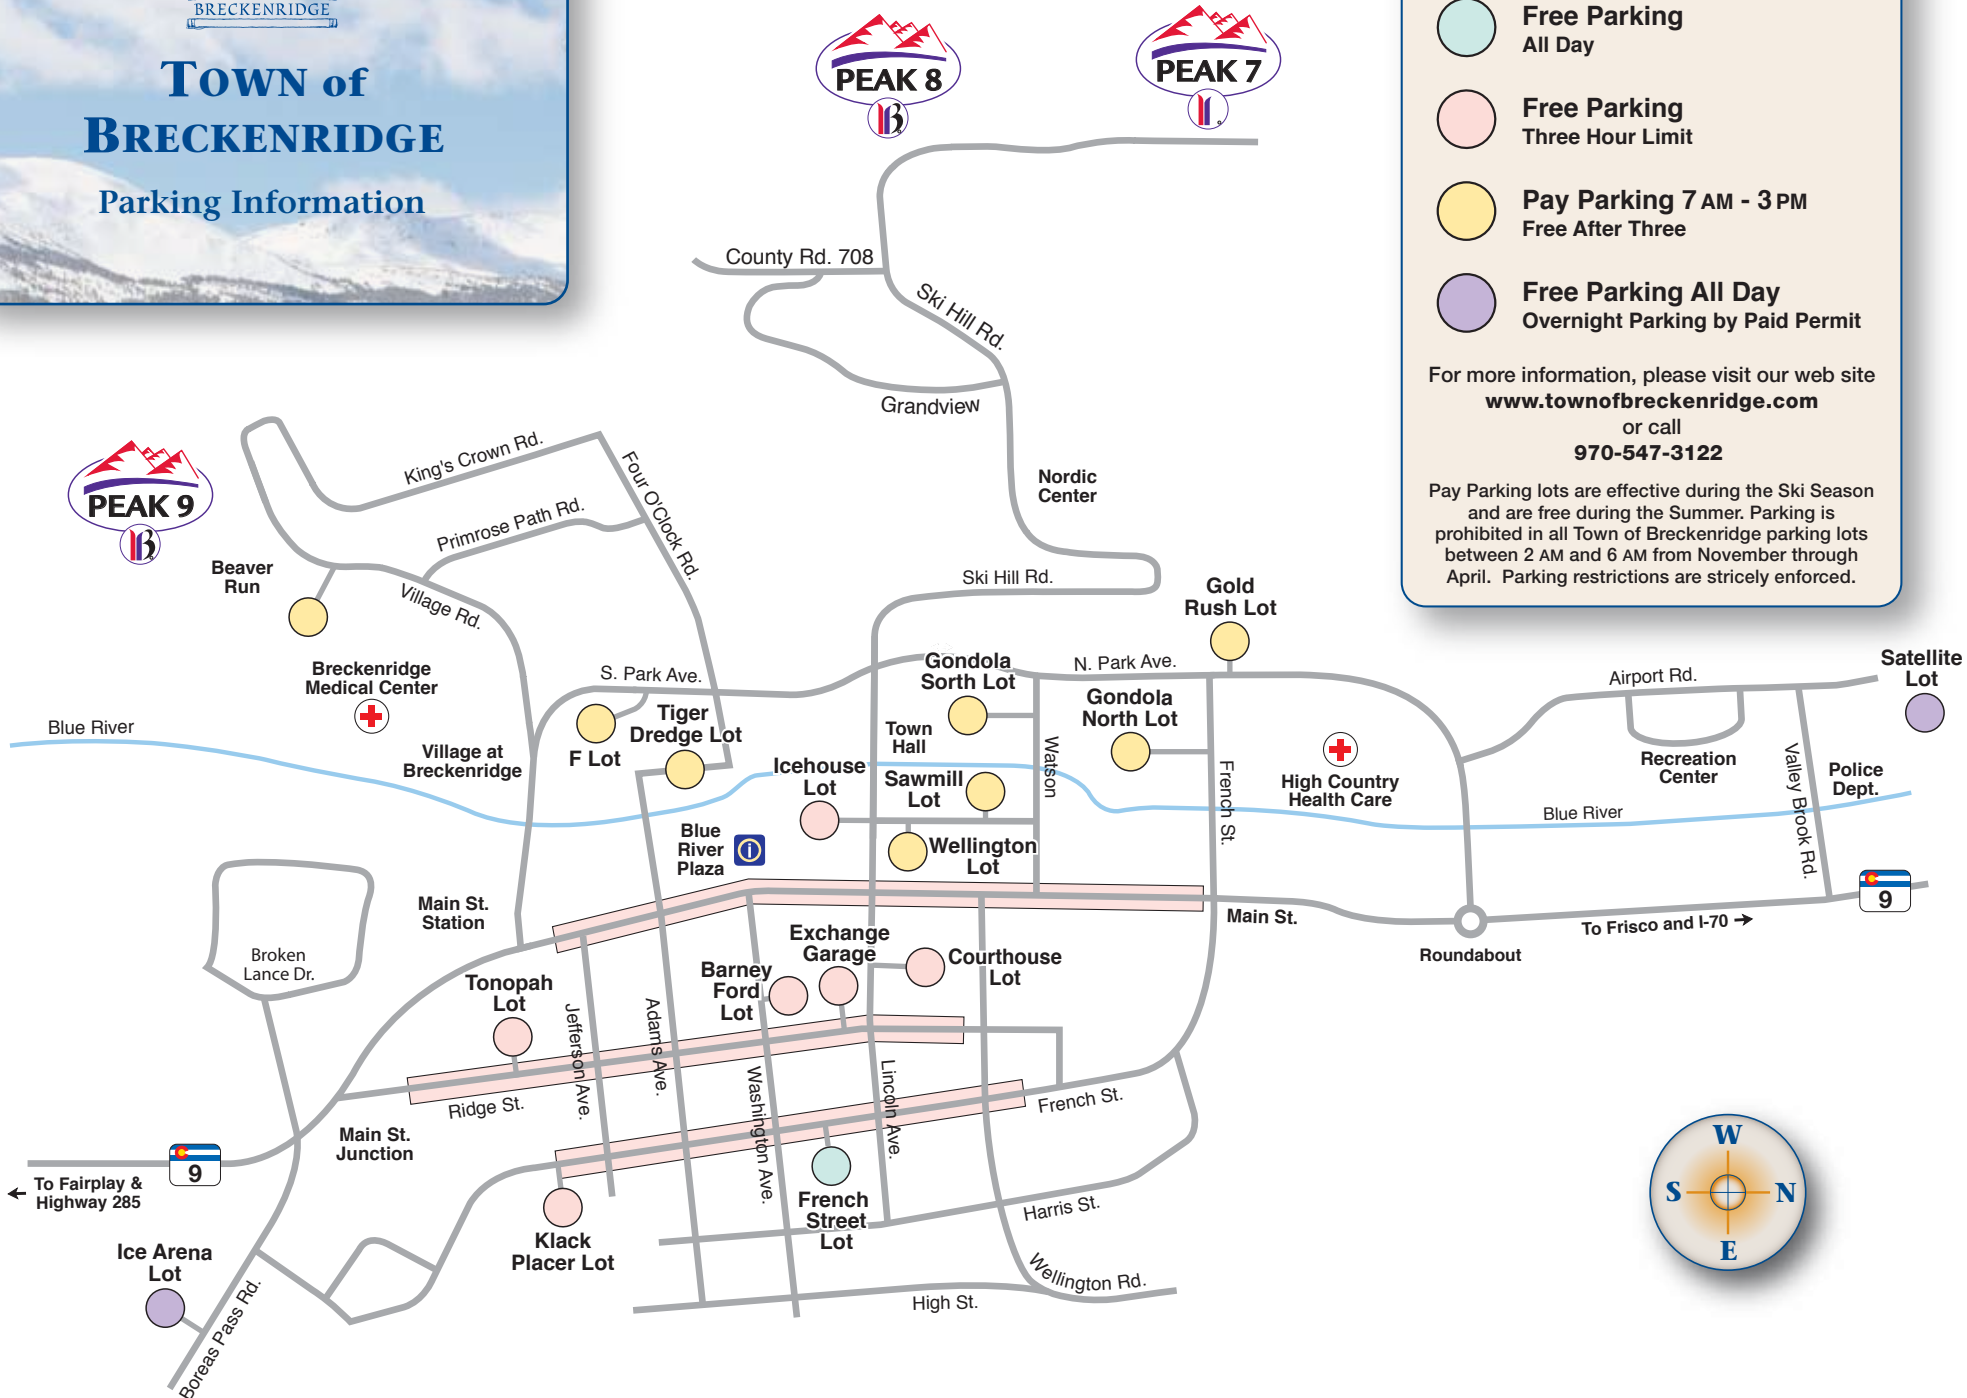 BRECKENRIDGE
TOWN of
BRECKENRIDGE
Parking Information
PEAK 8
PEAK 7
Free Parking
All Day
Free Parking
Three Hour Limit
Pay Parking 7 AM - 3 PM
Free After Three
Free Parking All Day
Overnight Parking by Paid Permit
For more information, please visit our web site
www.townofbreckenridge.com
or call
970-547-3122
Pay Parking lots are effective during the Ski Season
and are free during the Summer. Parking is
prohibited in all Town of Breckenridge parking lots
between 2 AM and 6 AM from November through
April.  Parking restrictions are stricely enforced.
County Rd. 708
Ski Hill Rd.
Grandview
Nordic
Center
PEAK 9
King's Crown Rd.
Four O'Clock Rd.
Primrose Path Rd.
Beaver
Run
Village Rd.
Ski Hill Rd.
Gold
Rush Lot
Breckenridge
Medical Center
S. Park Ave.
Gondola
Sorth Lot
N. Park Ave.
Gondola
North Lot
Airport Rd.
Satellite
Lot
Blue River
Village at
Breckenridge
F Lot
Tiger
Dredge Lot
Town
Hall
Icehouse
Lot
Sawmill
Lot
Watson
French St.
High Country
Health Care
Recreation
Center
Valley Brook Rd.
Police
Dept.
Blue River
Blue
River
Plaza
i
Wellington
Lot
Main St.
Station
Main St.
Roundabout
To Frisco and I-70
9
Broken
Lance Dr.
Exchange
Garage
Courthouse
Lot
Barney
Ford
Lot
Tonopah
Lot
Jefferson Ave.
Adams Ave.
Washington Ave.
Lincoln Ave.
Ridge St.
French St.
Main St.
Junction
9
To Fairplay &
Highway 285
French
Street
Lot
Klack
Placer Lot
Harris St.
Wellington Rd.
High St.
Ice Arena
Lot
Boreas Pass Rd.
W
S
N
E